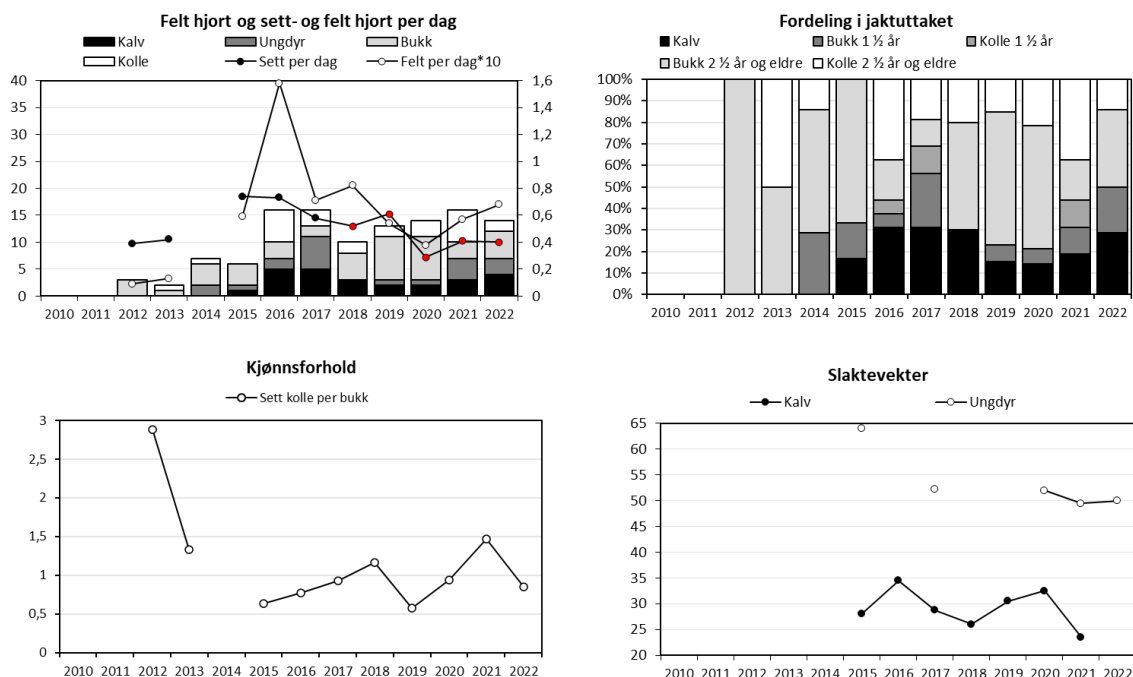 Felt hjort og sett- og felt hjort per dag
Kalv Ungdyr Bukk
Kolle Sett per dag Felt per dag*10
40 1,6
35 1,4
30 1,2
25 1
20 0,8
15 0,6
10 0,4
5 0,2
0 0
2010 2011 2012 2013 2014 2015 2016 2017 2018 2019 2020 2021 2022
Fordeling i jaktuttaket
Kalv Bukk 1 ½ år Kolle 1 ½ år
Bukk 2 ½ år og eldre Kolle 2 ½ år og eldre
100%
90%
80%
70%
60%
50%
40%
30%
20%
10%
0%
2010 2011 2012 2013 2014 2015 2016 2017 2018 2019 2020 2021 2022
Kjønnsforhold
Sett kolle per bukk
3
2,5
2
1,5
1
0,5
0
2010 2011 2012 2013 2014 2015 2016 2017 2018 2019 2020 2021 2022
Slaktevekter
Kalv Ungdyr
65
60
55
50
45
40
35
30
25
20
2010 2011 2012 2013 2014 2015 2016 2017 2018 2019 2020 2021 2022